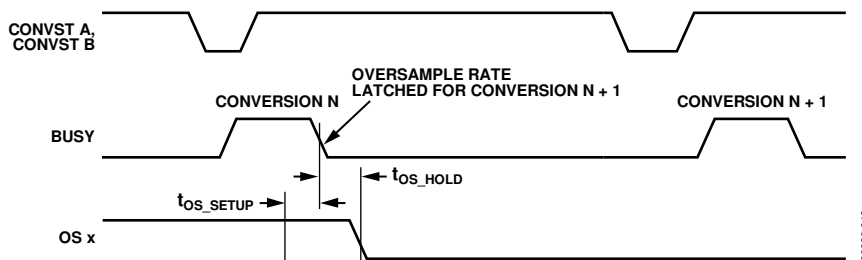 CONVST A,
CONVST B
OVERSAMPLE RATE
LATCHED FOR CONVERSION N + 1
CONVERSION N
CONVERSION N + 1
BUSY
tOS_HOLD
tOS_SETUP
OS x